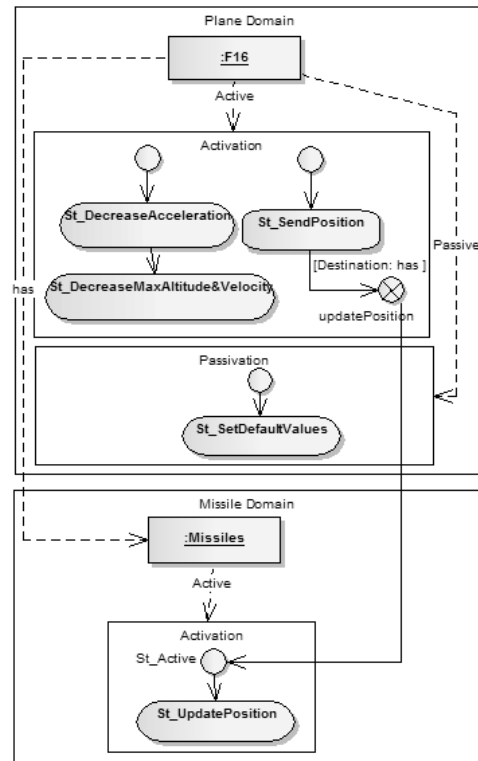 Plane Domain
:F16
Active
Activation
St_DecreaseAcceleration
St_SendPosition
Passive
[Destination: has ]
has
St_DecreaseMaxAltitude&Velocity
updatePosition
Passivation
St_SetDefaultValues
Missile Domain
:Missiles
Active
Activation
St_Active
St_UpdatePosition